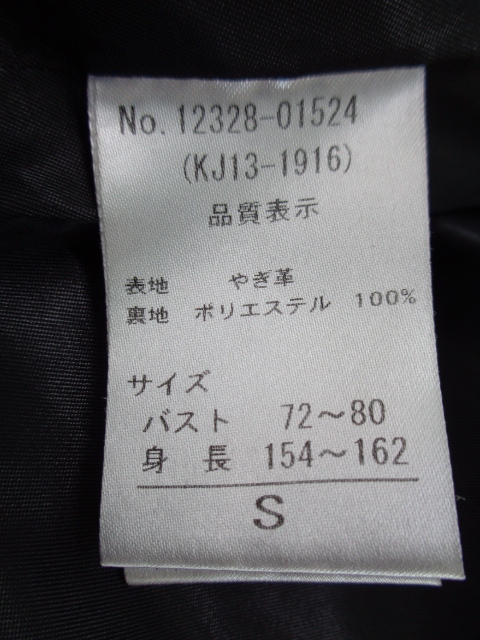 No. 12328-01524
(KJ13-1916)
品質表示
表地 やぎ革
裏地 ポリエステル 100%
サイズ
バスト 72～80
身長 154～162
S